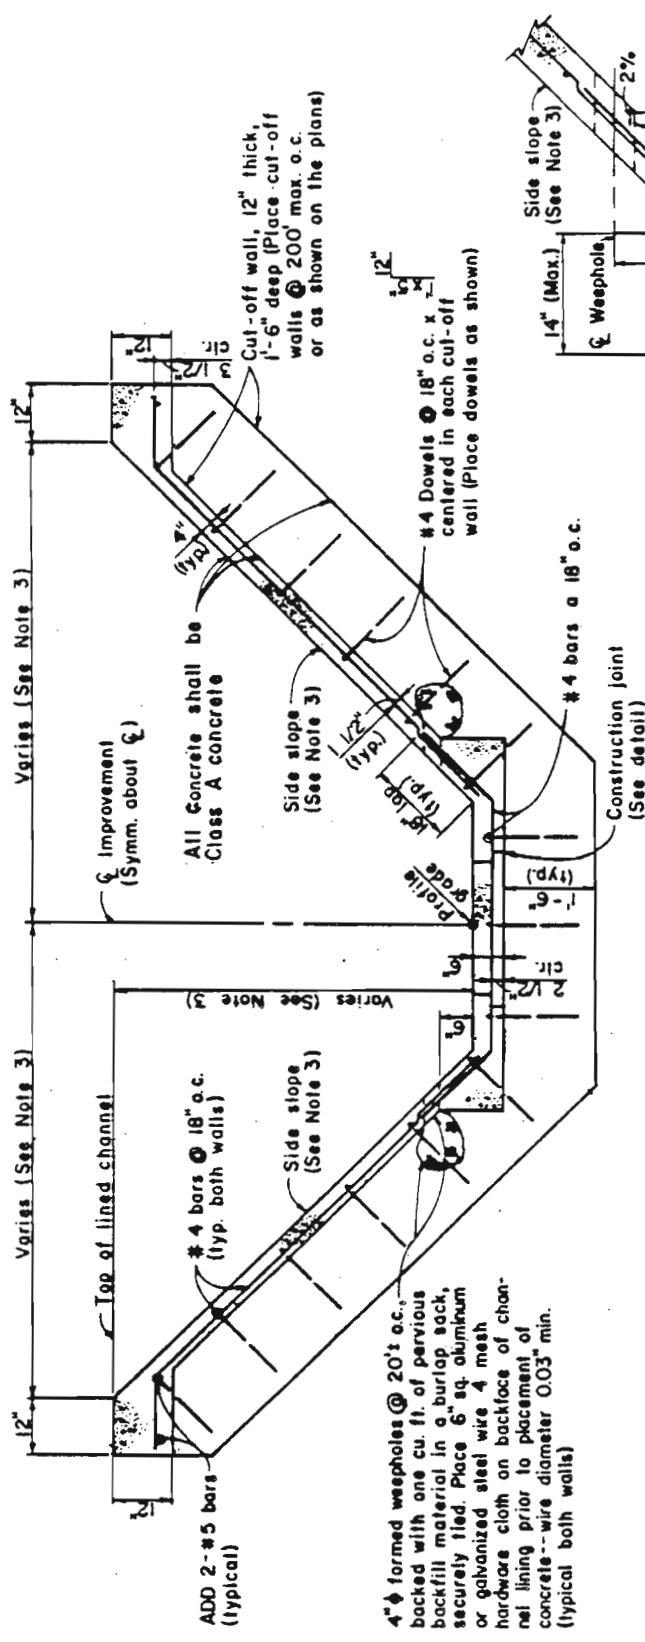 Varies (See Note 3)
Varies (See Note 3)
12"
12"
12"
12"
3 1/2"
clr.
Top of lined channel
℄ Improvement
(Symm. about ℄)
Varies (See Note 3)
#4 bars @ 18" o.c.
(typ. both walls)
Side slope
(See Note 3)
ADD 2-#5 bars
(typical)
4"ϕ formed weepholes @ 20'± o.c.,
backed with one cu. ft. of pervious
backfill material in a burlap sack,
securely tied. Place 6" sq. aluminum
or galvanized steel wire 4 mesh
hardware cloth on backface of chan-
nel lining prior to placement of
concrete--wire diameter 0.03" min.
(typical both walls)
All Concrete shall be
Class A concrete
Side slope
(See Note 3)
(typ.)
1 1/2"
(typ.)
18" lap
(typ.)
Profile
grade
6"
6"
2 1/2"
clr.
1'-6"
(typ.)
Cut-off wall, 12" thick,
1'-6" deep (Place cut-off
walls @ 200' max. o.c.
or as shown on the plans)
#4 Dowels @ 18" o.c. x
12"
centered in each cut-off
wall (Place dowels as shown)
#4 bars a 18" o.c.
Construction joint
(See detail)
Side slope
(See Note 3)
14" (Max.)
℄ Weephole
2%